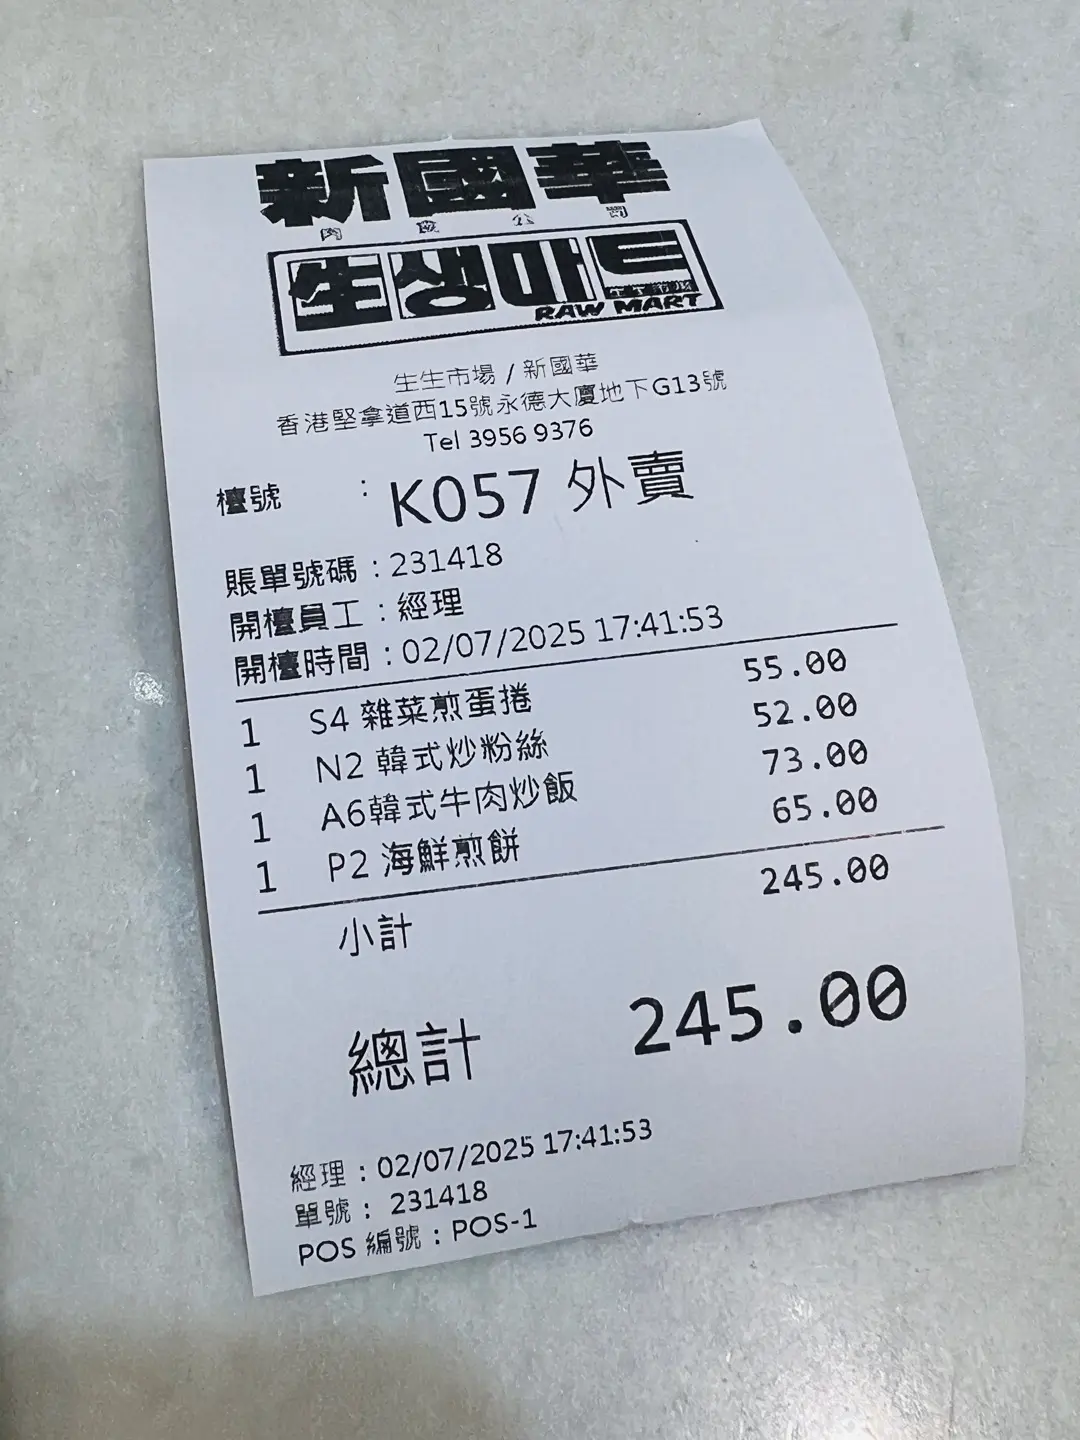 新國華
肉食公司
生생마트
RAW MART
生生市場 / 新國華
香港堅拿道西15號永德大廈地下G13號
Tel 3956 9376
檯號 : K057 外賣
賬單號碼 : 231418
開檯員工 : 經理
開檯時間 : 02/07/2025 17:41:53
1 S4 雜菜煎蛋捲 55.00
1 N2 韓式炒粉絲 52.00
1 A6韓式牛肉炒飯 73.00
1 P2 海鮮煎餅 65.00
小計 245.00
總計 245.00
經理 : 02/07/2025 17:41:53
單號 : 231418
POS 編號 : POS-1